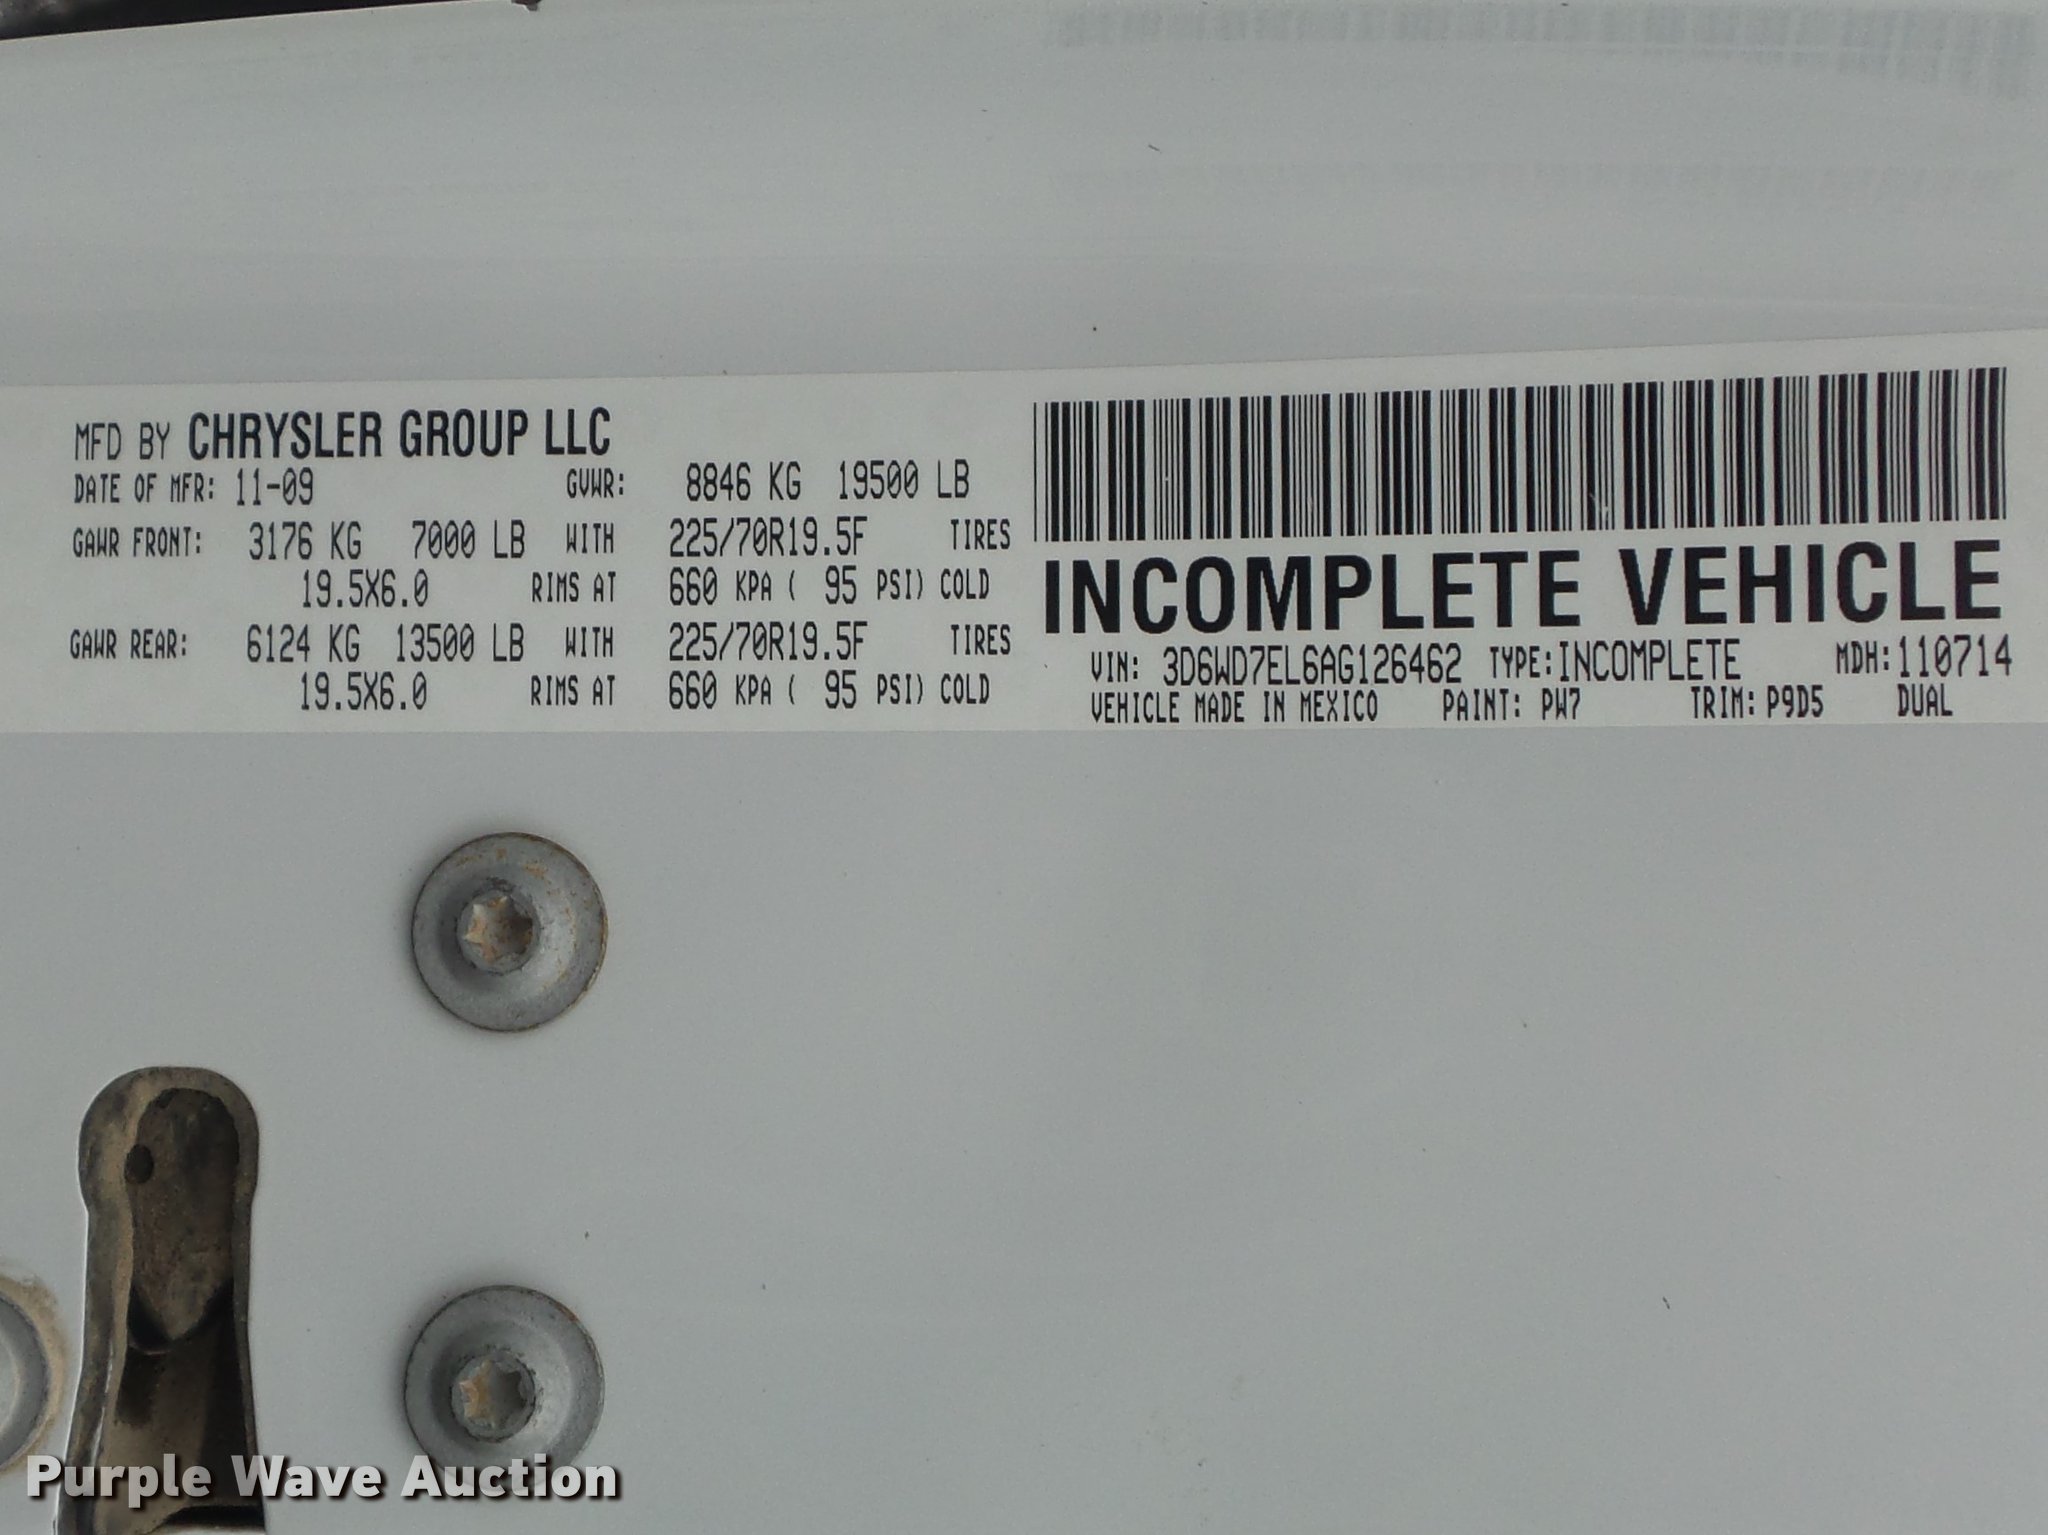 MFD BY CHRYSLER GROUP LLC
DATE OF MFR: 11-09 GVWR: 8846 KG 19500 LB
GAWR FRONT: 3176 KG 7000 LB WITH 225/70R19.5F TIRES
19.5X6.0 RIMS AT 660 KPA ( 95 PSI) COLD
GAWR REAR: 6124 KG 13500 LB WITH 225/70R19.5F TIRES
19.5X6.0 RIMS AT 660 KPA ( 95 PSI) COLD
INCOMPLETE VEHICLE
VIN: 3D6WD7EL6AG126462 TYPE:INCOMPLETE MDH:110714
VEHICLE MADE IN MEXICO PAINT: PW7 TRIM: P9D5 DUAL
Purple Wave Auction